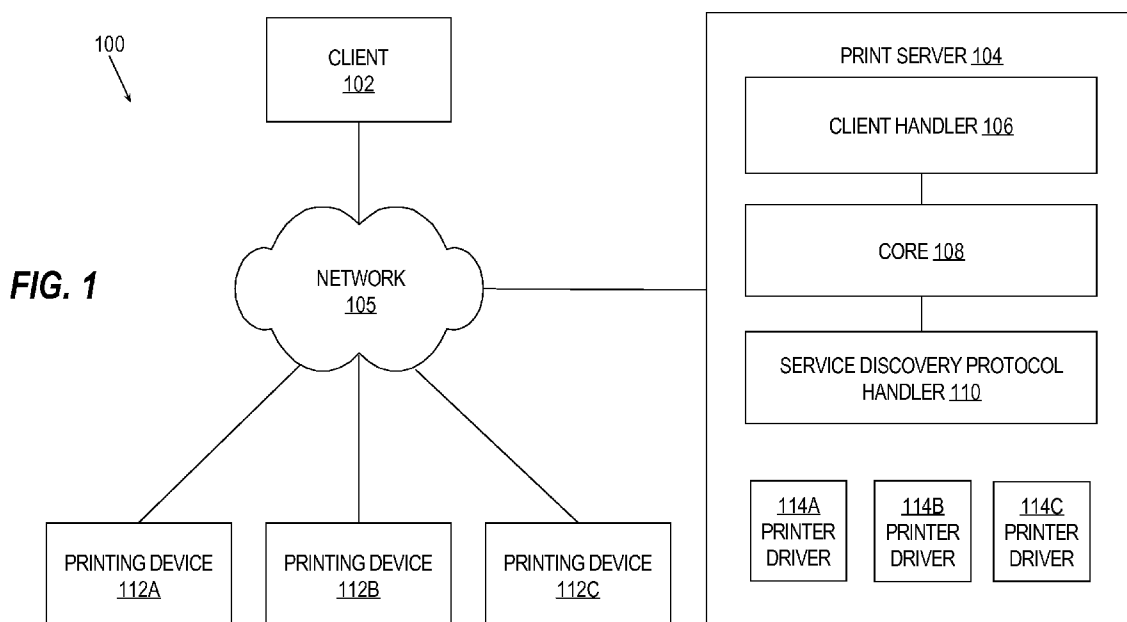 100
CLIENT
102
PRINT SERVER 104
CLIENT HANDLER 106
CORE 108
SERVICE DISCOVERY PROTOCOL
HANDLER 110
FIG. 1
NETWORK
105
PRINTING DEVICE
112A
PRINTING DEVICE
112B
PRINTING DEVICE
112C
114A
PRINTER
DRIVER
114B
PRINTER
DRIVER
114C
PRINTER
DRIVER